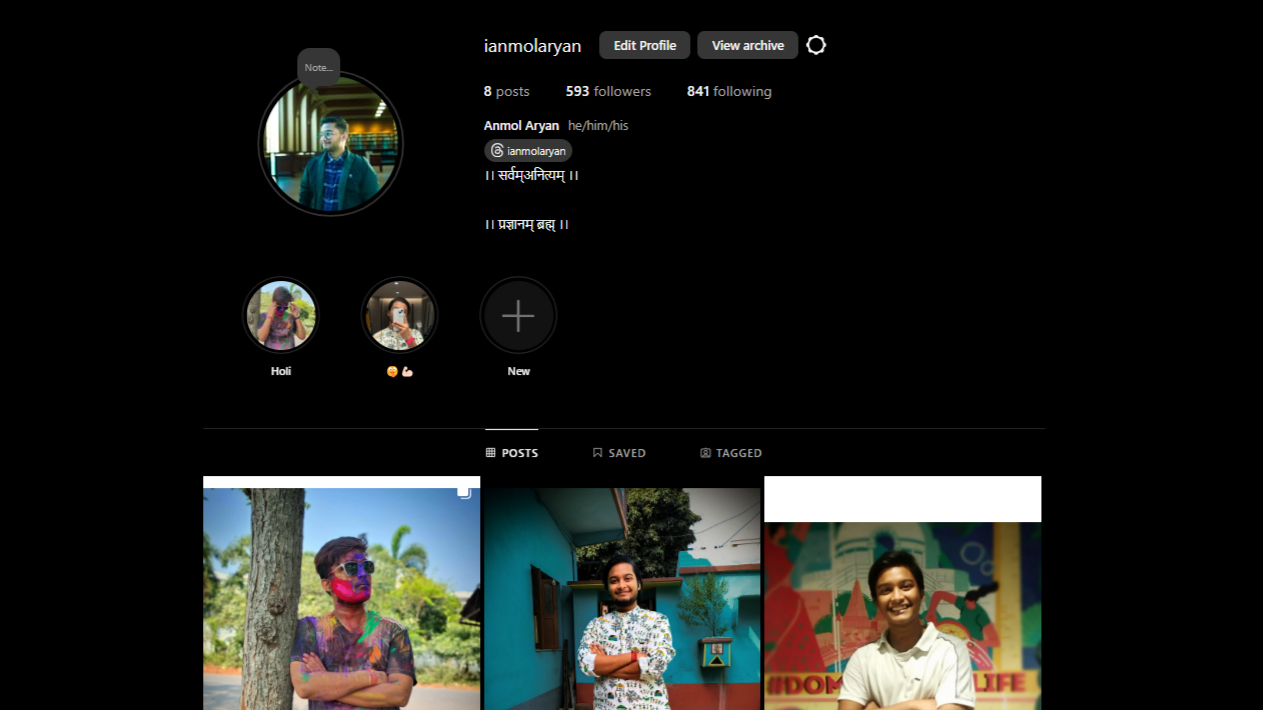 ianmolaryan Edit Profile View archive
Note...
8 posts 593 followers 841 following
Anmol Aryan he/him/his
ianmolaryan
।। सर्वम्अनित्यम् ।।
।। प्रज्ञानम् ब्रह्म् ।।
Holi New
POSTS SAVED TAGGED
#DOM LIFE